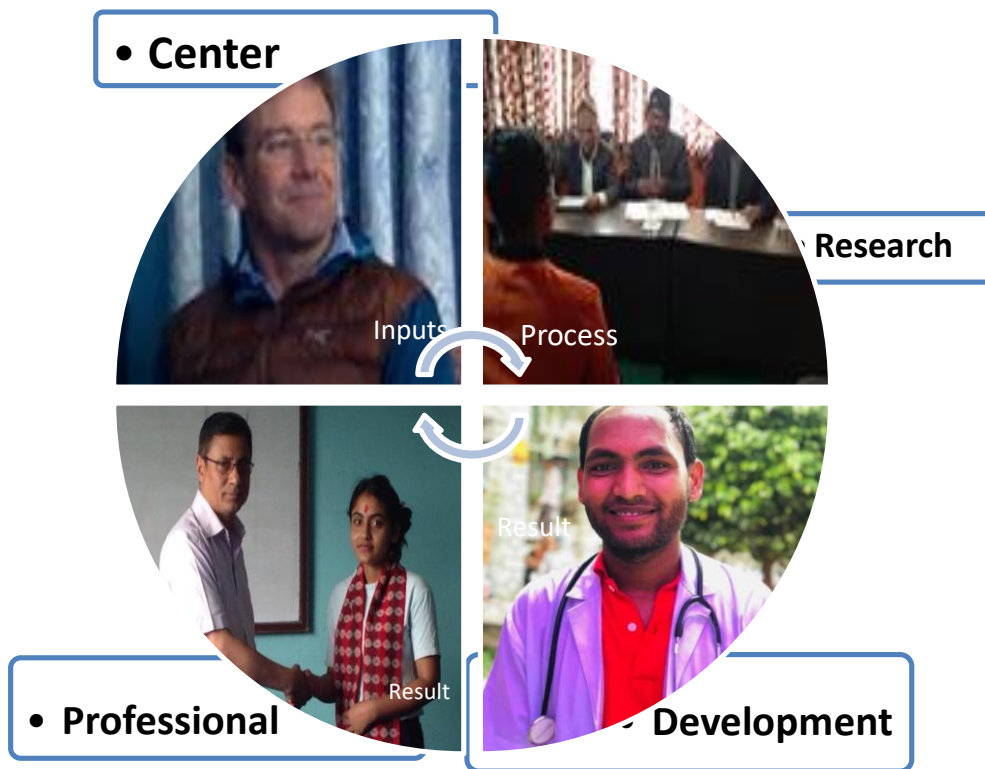 • Center
• Research
Inputs
Process
Result
Result
• Professional
• Development